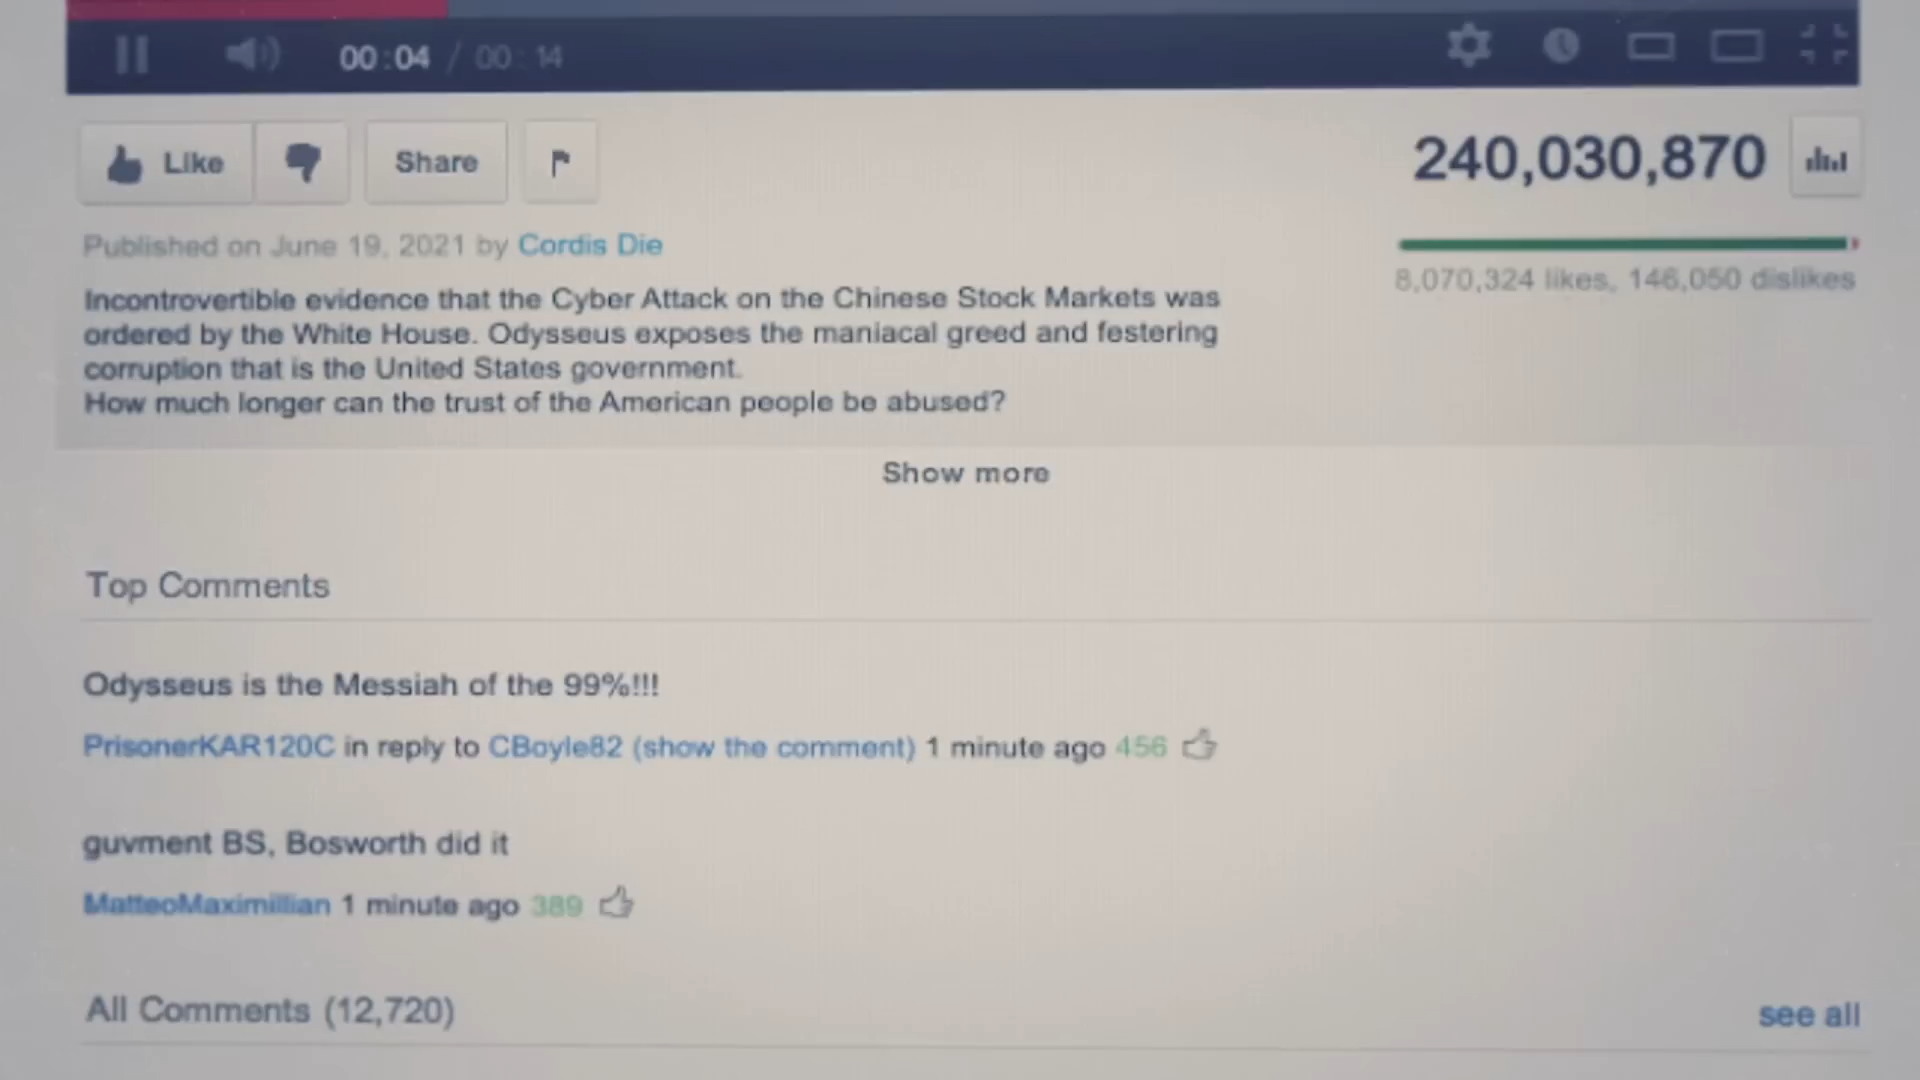 00:04 / 00:14
Like
Share
240,030,870
Published on June 19, 2021 by Cordis Die
8,070,324 likes, 146,050 dislikes
Incontrovertible evidence that the Cyber Attack on the Chinese Stock Markets was
ordered by the White House. Odysseus exposes the maniacal greed and festering
corruption that is the United States government.
How much longer can the trust of the American people be abused?
Show more
Top Comments
Odysseus is the Messiah of the 99%!!!
PrisonerKAR120C in reply to CBoyle82 (show the comment) 1 minute ago 456
guvment BS, Bosworth did it
MatteoMaximillian 1 minute ago 389
All Comments (12,720)
see all